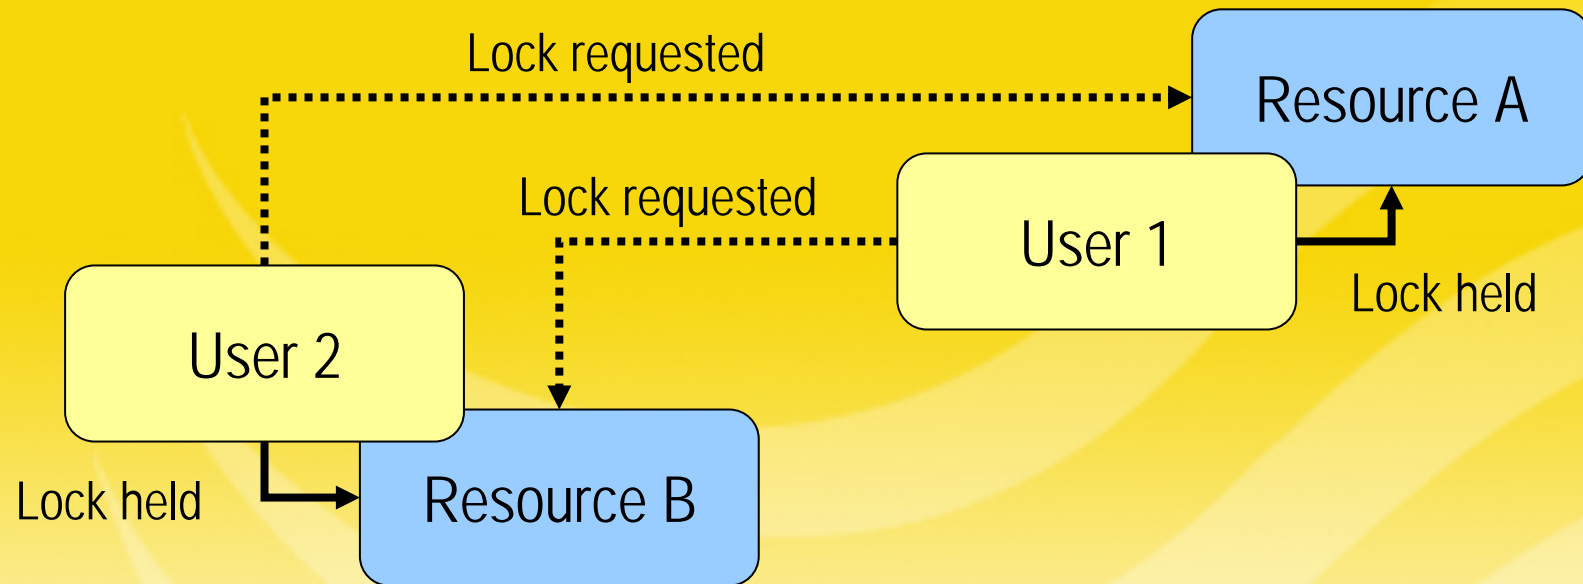 Lock requested
Resource A
Lock requested
User 1
Lock held
User 2
Lock held
Resource B